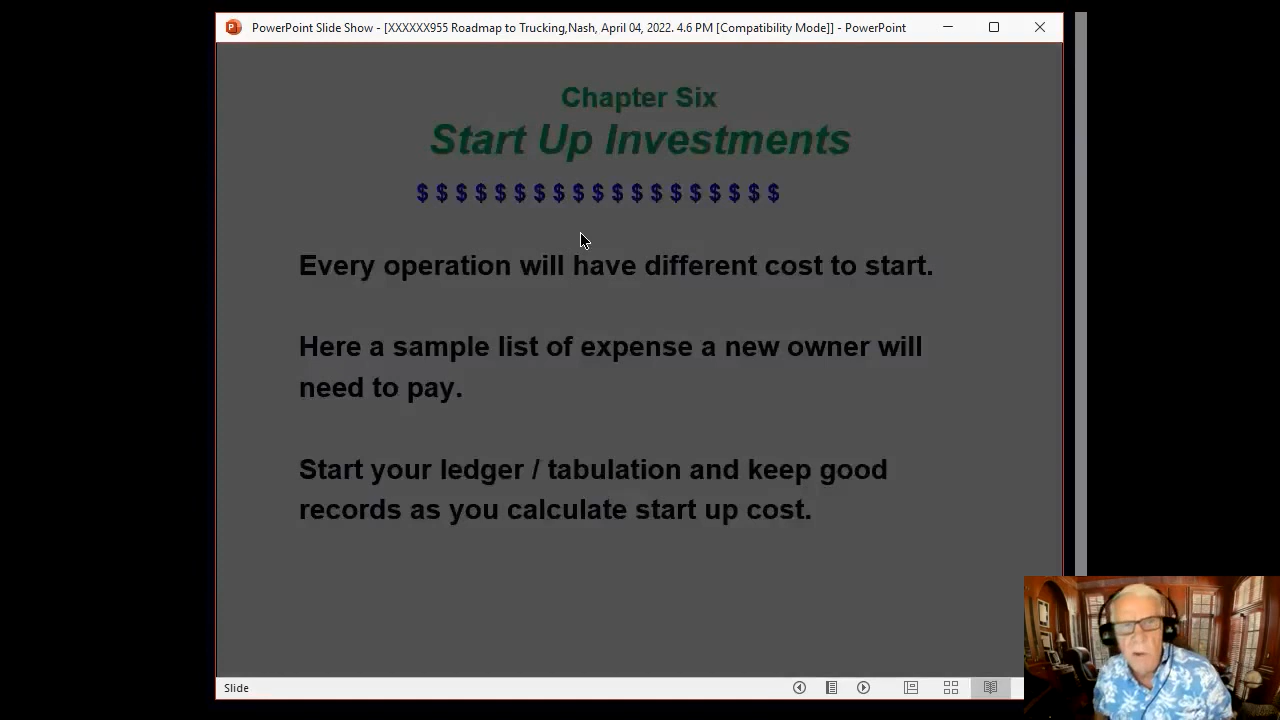 PowerPoint Slide Show - [XXXXXX955 Roadmap to Trucking,Nash, April 04, 2022. 4.6 PM [Compatibility Mode]] - PowerPoint
Chapter Six
Start Up Investments
$ $ $ $ $ $ $ $ $ $ $ $ $ $ $ $ $ $ $
Every operation will have different cost to start.
Here a sample list of expense a new owner will
need to pay.
Start your ledger / tabulation and keep good
records as you calculate start up cost.
Slide